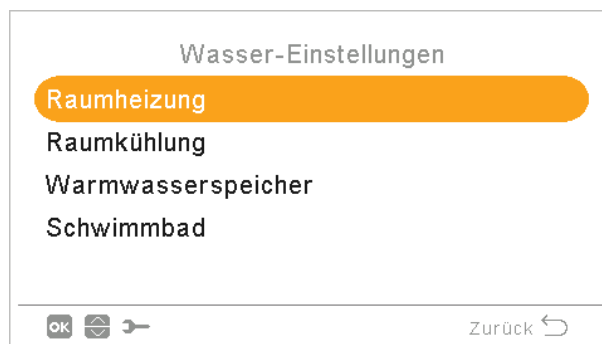 Wasser-Einstellungen
Raumheizung
Raumkühlung
Warmwasserspeicher
Schwimmbad
OK Zurück